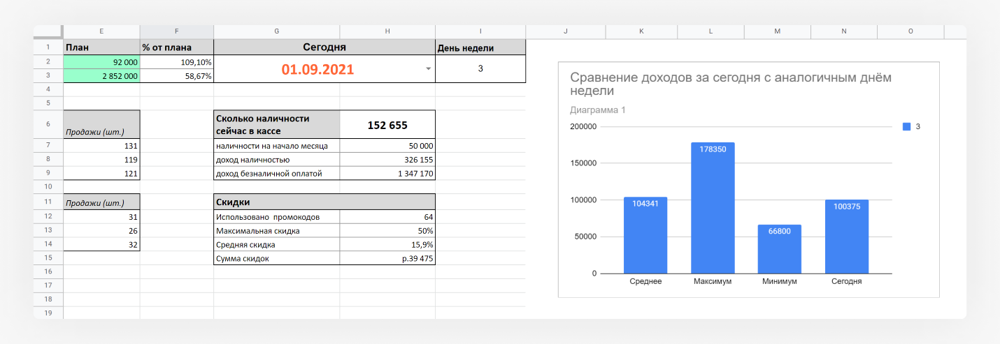 E F G H I J K L M N O
1 План % от плана Сегодня День недели
2 92 000 109,10% 01.09.2021 3
3 2 852 000 58,67%
4
5
6 Продажи (шт.) Сколько наличности сейчас в кассе 152 655
7 131 наличности на начало месяца 50 000
8 119 доход наличностью 326 155
9 121 доход безналичной оплатой 1 347 170
10
11 Продажи (шт.) Скидки
12 31 Использовано промокодов 64
13 26 Максимальная скидка 50%
14 32 Средняя скидка 15,9%
15 Сумма скидок р.39 475
16
17
18
19
Сравнение доходов за сегодня с аналогичным днём
недели
Диаграмма 1
200000
150000
100000
50000
0
3
104341 178350 66800 100375
Среднее Максимум Минимум Сегодня